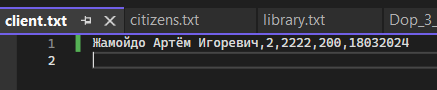 client.txt citizens.txt library.txt Dop_3_
1 Жамойдо Артём Игоревич,2,2222,200,18032024
2